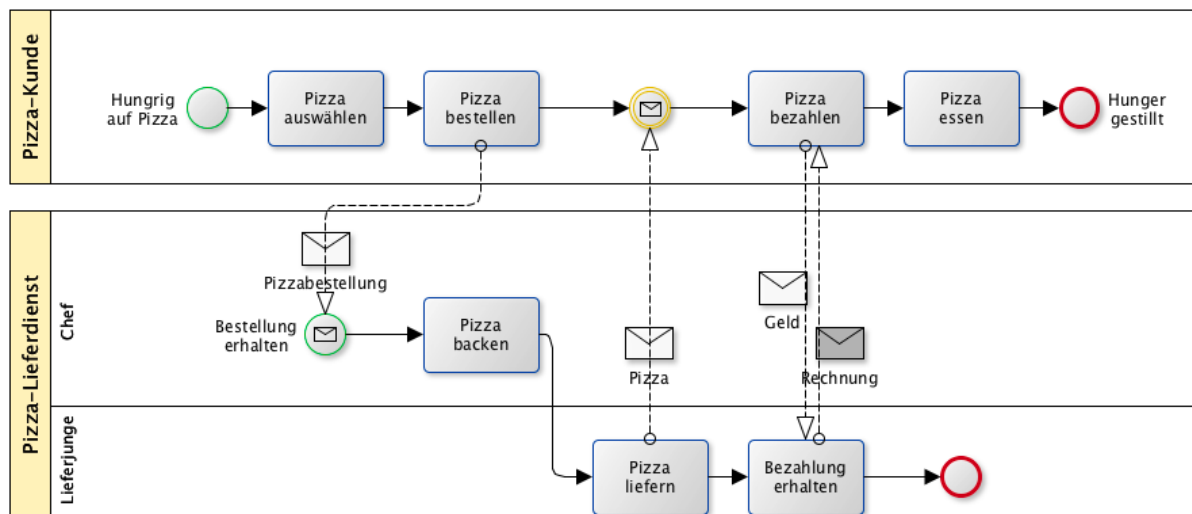 Pizza-Kunde
Hungrig
auf Pizza
Pizza
auswählen
Pizza
bestellen
Pizza
bezahlen
Pizza
essen
Hunger
gestillt
Pizza-Lieferdienst
Chef
Pizzabestellung
Bestellung
erhalten
Pizza
backen
Pizza
Geld
Rechnung
Lieferjunge
Pizza
liefern
Bezahlung
erhalten